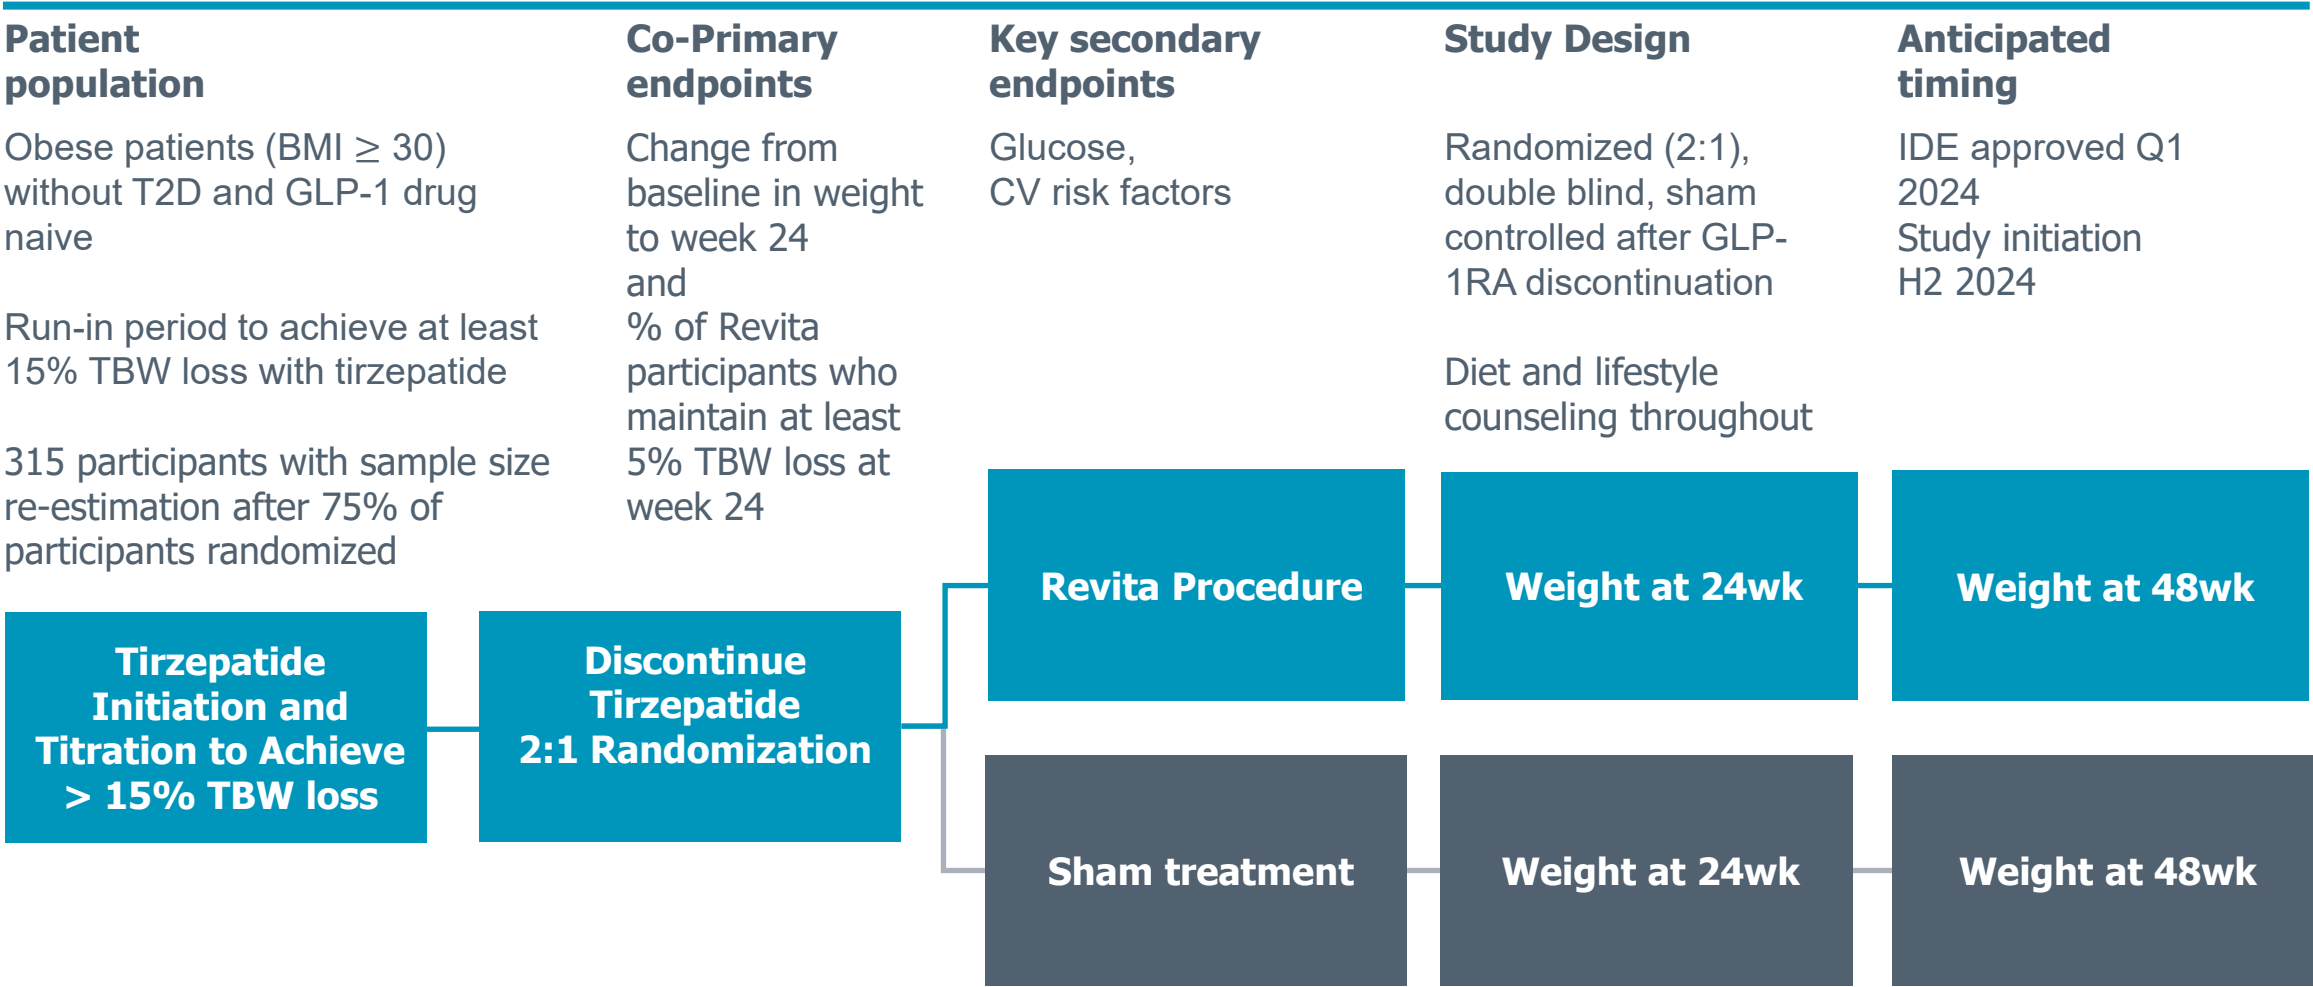 Patient
population
Obese patients (BMI ≥ 30)
without T2D and GLP-1 drug
naive
Run-in period to achieve at least
15% TBW loss with tirzepatide
315 participants with sample size
re-estimation after 75% of
participants randomized
Co-Primary
endpoints
Change from
baseline in weight
to week 24
and
% of Revita
participants who
maintain at least
5% TBW loss at
week 24
Key secondary
endpoints
Glucose,
CV risk factors
Study Design
Randomized (2:1),
double blind, sham
controlled after GLP-
1RA discontinuation
Diet and lifestyle
counseling throughout
Anticipated
timing
IDE approved Q1
2024
Study initiation
H2 2024
Tirzepatide
Initiation and
Titration to Achieve
> 15% TBW loss
Discontinue
Tirzepatide
2:1 Randomization
Revita Procedure
Weight at 24wk
Weight at 48wk
Sham treatment
Weight at 24wk
Weight at 48wk